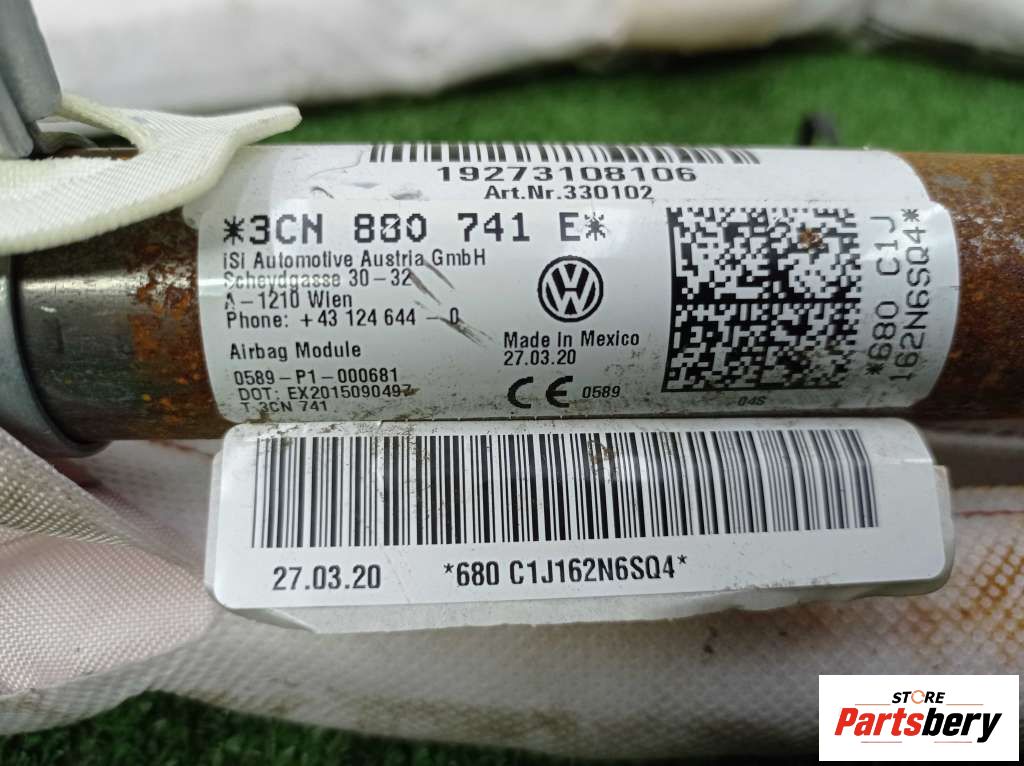 19273108106
Art.Nr.330102
*3CN 880 741 E*
iSi Automotive Austria GmbH
Scheydgasse 30-32
A-1210 Wien
Phone: +43 124 644-0
Airbag Module
0589-P1-000681
DOT: EX2015090497
T 3CN 741
Made In Mexico
27.03.20
CE 0589
04S
*680 C1J
162N6SQ4*
27.03.20 *680 C1J162N6SQ4*
STORE
Partsbery